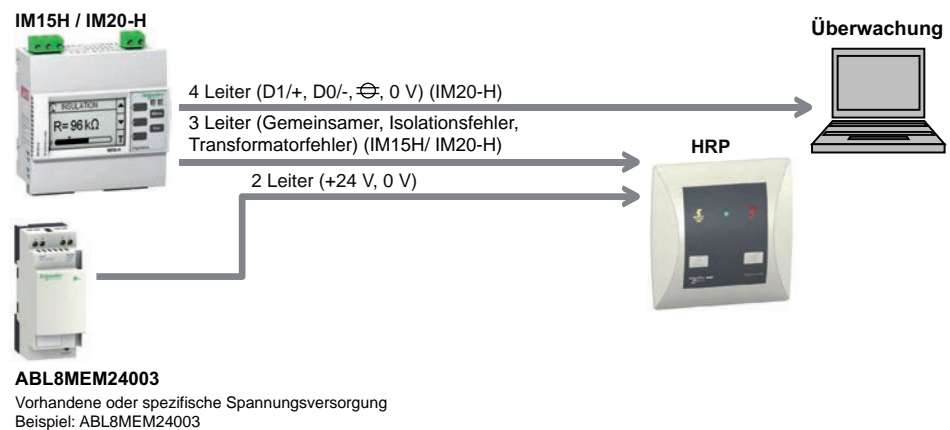 IM15H / IM20-H
Überwachung
INSULATION
R= 96 kΩ
4 Leiter (D1/+, D0/-, ⌯, 0 V) (IM20-H)
3 Leiter (Gemeinsamer, Isolationsfehler,
Transformatorfehler) (IM15H/ IM20-H)
HRP
2 Leiter (+24 V, 0 V)
ABL8MEM24003
Vorhandene oder spezifische Spannungsversorgung
Beispiel: ABL8MEM24003